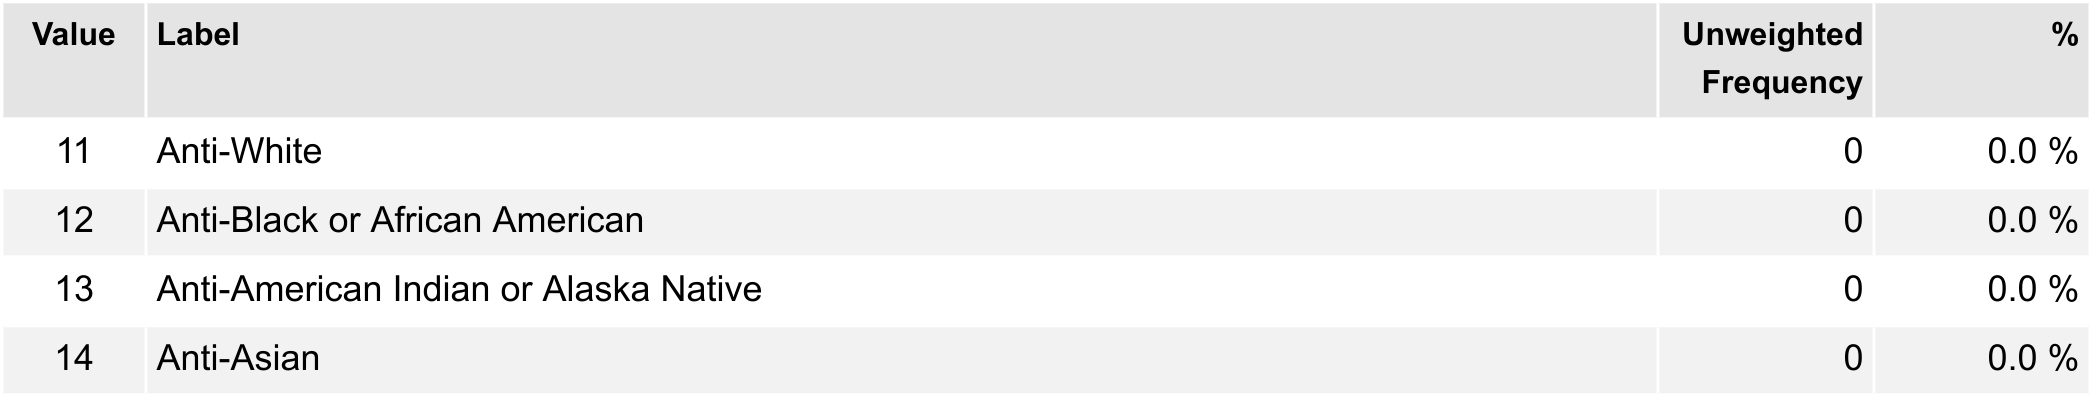 Value Label Unweighted Frequency %
11 Anti-White 0 0.0 %
12 Anti-Black or African American 0 0.0 %
13 Anti-American Indian or Alaska Native 0 0.0 %
14 Anti-Asian 0 0.0 %